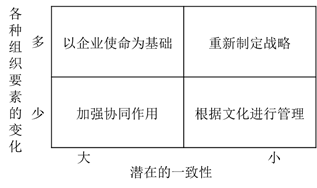 各种组织要素的变化
多
以企业使命为基础
重新制定战略
少
加强协同作用
根据文化进行管理
大
小
潜在的一致性